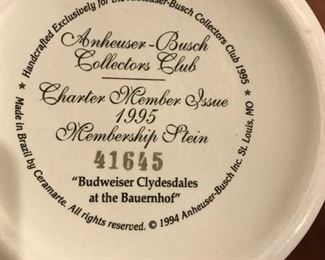 Handcrafted Exclusively for the Anheuser-Busch Collectors Club 1995
Anheuser-Busch
Collectors Club
Charter Member Issue
1995
Membership Stein
41645
"Budweiser Clydesdales
at the Bauernhof"
★ Made in Brazil by Ceramarte. All rights reserved. © 1994 Anheuser-Busch Inc. St. Louis, MO ★